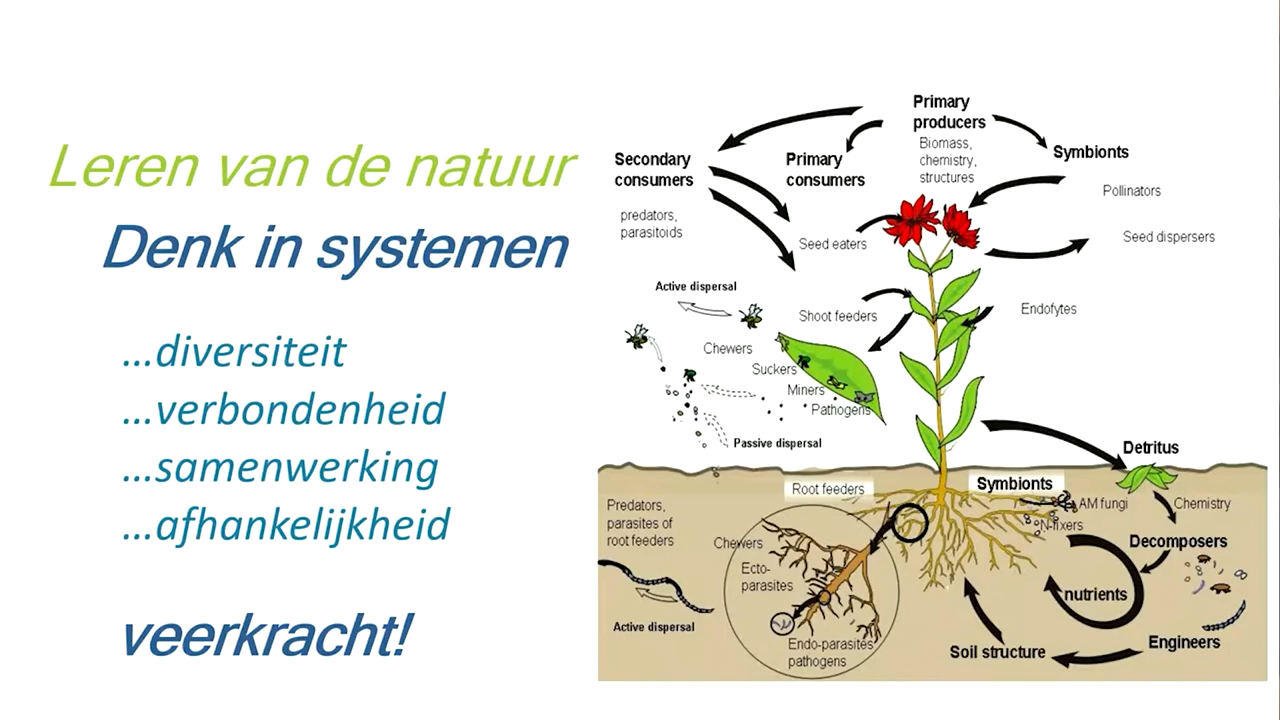 Leren van de natuur
Denk in systemen
...diversiteit
...verbondenheid
...samenwerking
...afhankelijkheid
veerkracht!
Primary
producers
Biomass,
chemistry,
structures
Secondary
consumers
predators,
parasitoids
Primary
consumers
Symbionts
Pollinators
Seed dispersers
Seed eaters
Active dispersal
Shoot feeders
Endofytes
Chewers
Suckers
Miners
Pathogens
Passive dispersal
Detritus
Root feeders
Symbionts
AM fungi
N-fixers
Chemistry
Predators,
parasites of
root feeders
Chewers
Ecto-
parasites
Decomposers
nutrients
Active dispersal
Endo-parasites
pathogens
Soil structure
Engineers